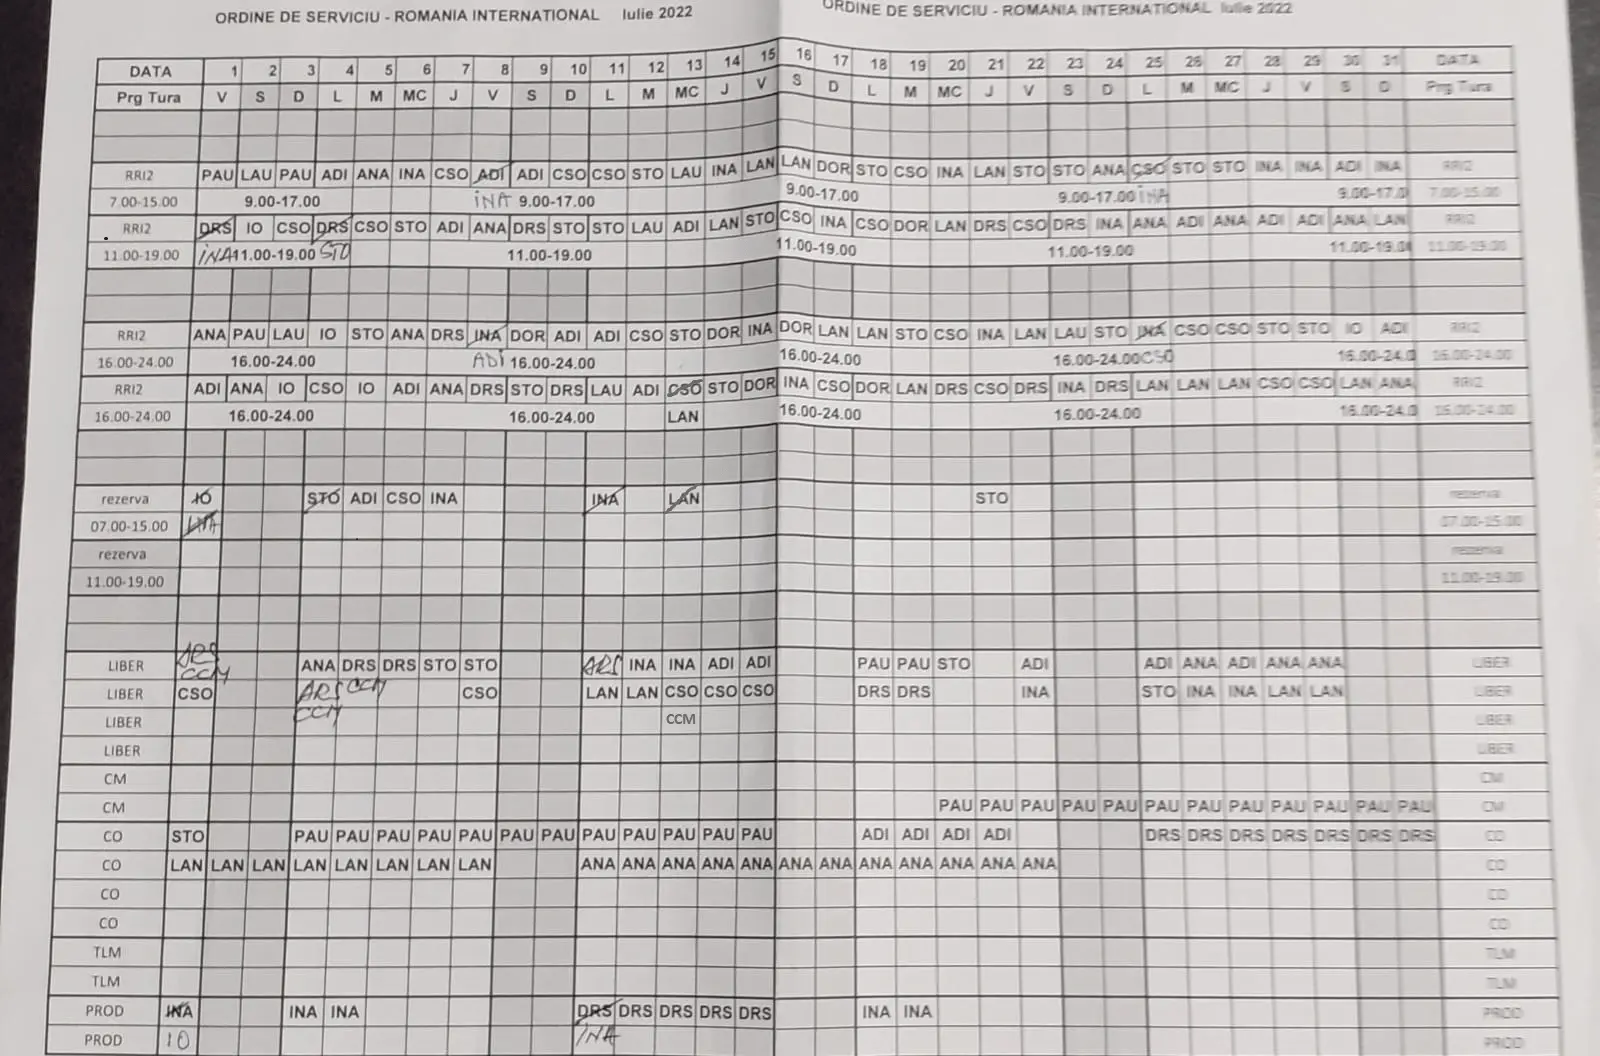 ORDINE DE SERVICIU - ROMANIA INTERNATIONAL Iulie 2022
ORDINE DE SERVICIU - ROMANIA INTERNATIONAL Iulie 2022
DATA 1 2 3 4 5 6 7 8 9 10 11 12 13 14 15 16 17 18 19 20 21 22 23 24 25 26 27 28 29 30 31 DATA
Prg Tura V S D L M MC J V S D L M MC J V S D L M MC J V S D L M MC J V S D Prg Tura
RRI2 PAU LAU PAU ADI ANA INA CSO ADI ADI CSO CSO STO LAU INA LAN LAN DOR STO CSO INA LAN STO STO ANA CSO STO STO INA INA ADI INA RRI2
7.00-15.00 9.00-17.00 INA 9.00-17.00 9.00-17.00 9.00-17.00 INA 9.00-17.0 7.00-15.00
RRI2 DRS IO CSO DRS CSO STO ADI ANA DRS STO STO LAU ADI LAN STO CSO INA CSO DOR LAN DRS CSO DRS INA ANA ADI ANA ADI ADI ANA LAN RRI2
11.00-19.00 INA 11.00-19.00 STO 11.00-19.00 11.00-19.00 11.00-19.00 11.00-19.0 11.00-19.00
RRI2 ANA PAU LAU IO STO ANA DRS INA DOR ADI ADI CSO STO DOR INA DOR LAN LAN STO CSO INA LAN LAU STO INA CSO CSO STO STO IO ADI RRI2
16.00-24.00 16.00-24.00 ADI 16.00-24.00 16.00-24.00 16.00-24.00 CSO 16.00-24.0 16.00-24.00
RRI2 ADI ANA IO CSO IO ADI ANA DRS STO DRS LAU ADI CSO STO DOR INA CSO DOR LAN DRS CSO DRS INA DRS LAN LAN LAN CSO CSO LAN ANA RRI2
16.00-24.00 16.00-24.00 16.00-24.00 LAN 16.00-24.00 16.00-24.00 16.00-24.0 16.00-24.00
rezerva IO STO ADI CSO INA INA LAN STO rezerva
07.00-15.00 INA 07.00-15.00
rezerva rezerva
11.00-19.00 11.00-19.00
LIBER CCM ANA DRS DRS STO STO INA INA ADI ADI PAU PAU STO ADI ADI ANA ADI ANA ANA LIBER
LIBER CSO CCM CSO LAN LAN CSO CSO CSO DRS DRS INA STO INA INA LAN LAN LIBER
LIBER CCM CCM LIBER
LIBER LIBER
CM CM
CM PAU PAU PAU PAU PAU PAU PAU PAU PAU PAU PAU PAU CM
CO STO PAU PAU PAU PAU PAU PAU PAU PAU PAU PAU PAU PAU ADI ADI ADI ADI DRS DRS DRS DRS DRS DRS DRS CO
CO LAN LAN LAN LAN LAN LAN LAN LAN ANA ANA ANA ANA ANA ANA ANA ANA ANA ANA ANA ANA CO
CO CO
CO CO
TLM TLM
TLM TLM
PROD INA INA INA DRS DRS DRS DRS DRS INA INA PROD
PROD IO INA PROD